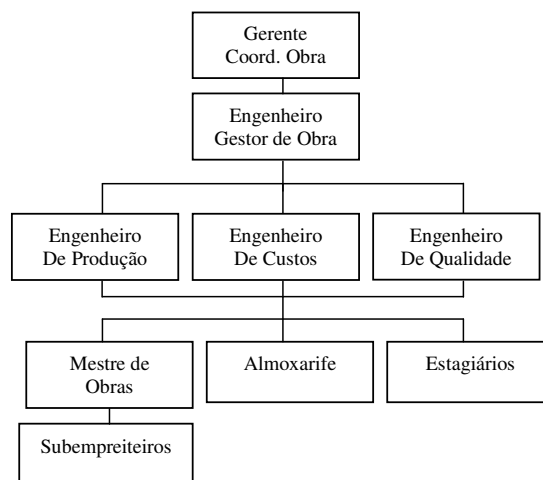 Gerente
Coord. Obra
Engenheiro
Gestor de Obra
Engenheiro
De Produção
Engenheiro
De Custos
Engenheiro
De Qualidade
Mestre de
Obras
Almoxarife
Estagiários
Subempreiteiros